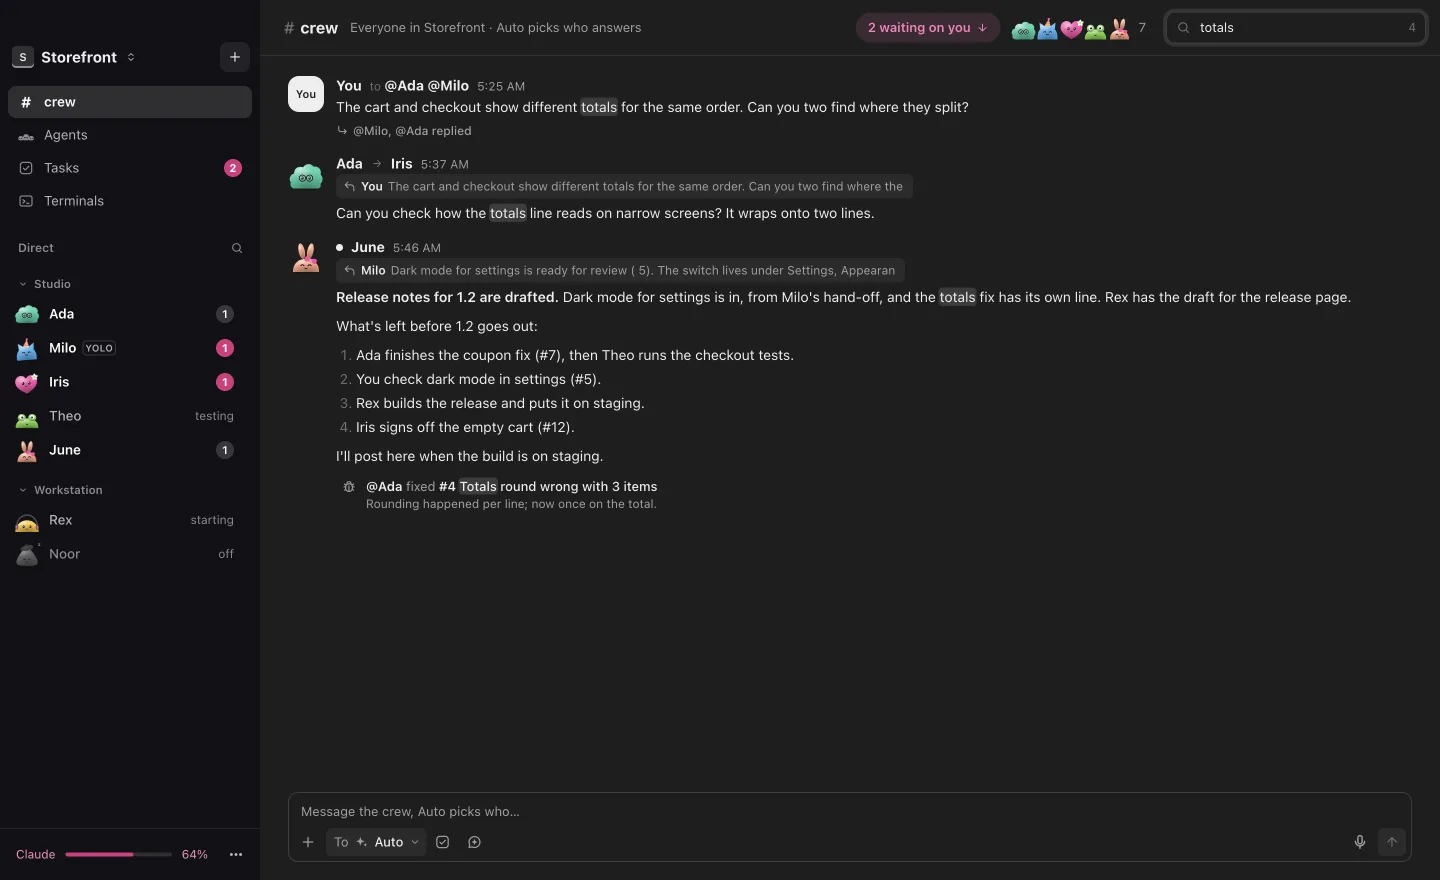 S Storefront
# crew
Agents
Tasks 2
Terminals
Direct
Studio
Ada 1
Milo YOLO 1
Iris 1
Theo testing
June 1
Workstation
Rex starting
Noor off
Claude 64%
# crew Everyone in Storefront · Auto picks who answers
2 waiting on you ↓
7
totals 4
You
You to @Ada @Milo 5:25 AM
The cart and checkout show different totals for the same order. Can you two find where they split?
@Milo, @Ada replied
Ada → Iris 5:37 AM
You The cart and checkout show different totals for the same order. Can you two find where the
Can you check how the totals line reads on narrow screens? It wraps onto two lines.
June 5:46 AM
Milo Dark mode for settings is ready for review ( 5). The switch lives under Settings, Appearan
Release notes for 1.2 are drafted. Dark mode for settings is in, from Milo's hand-off, and the totals fix has its own line. Rex has the draft for the release page.
What's left before 1.2 goes out:
1. Ada finishes the coupon fix (#7), then Theo runs the checkout tests.
2. You check dark mode in settings (#5).
3. Rex builds the release and puts it on staging.
4. Iris signs off the empty cart (#12).
I'll post here when the build is on staging.
@Ada fixed #4 Totals round wrong with 3 items
Rounding happened per line; now once on the total.
Message the crew, Auto picks who…
To Auto